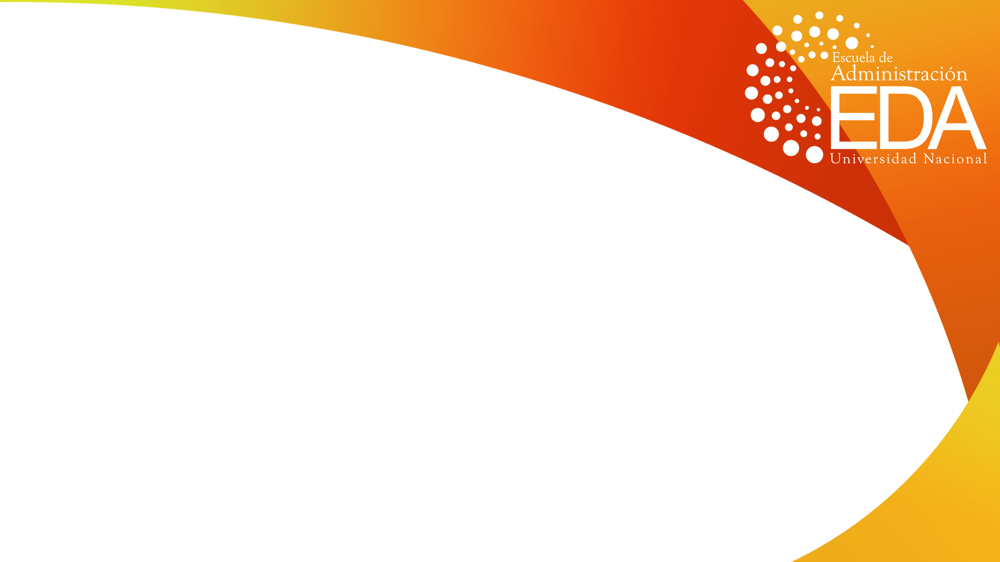 Escuela de
Administración
EDA
Universidad Nacional